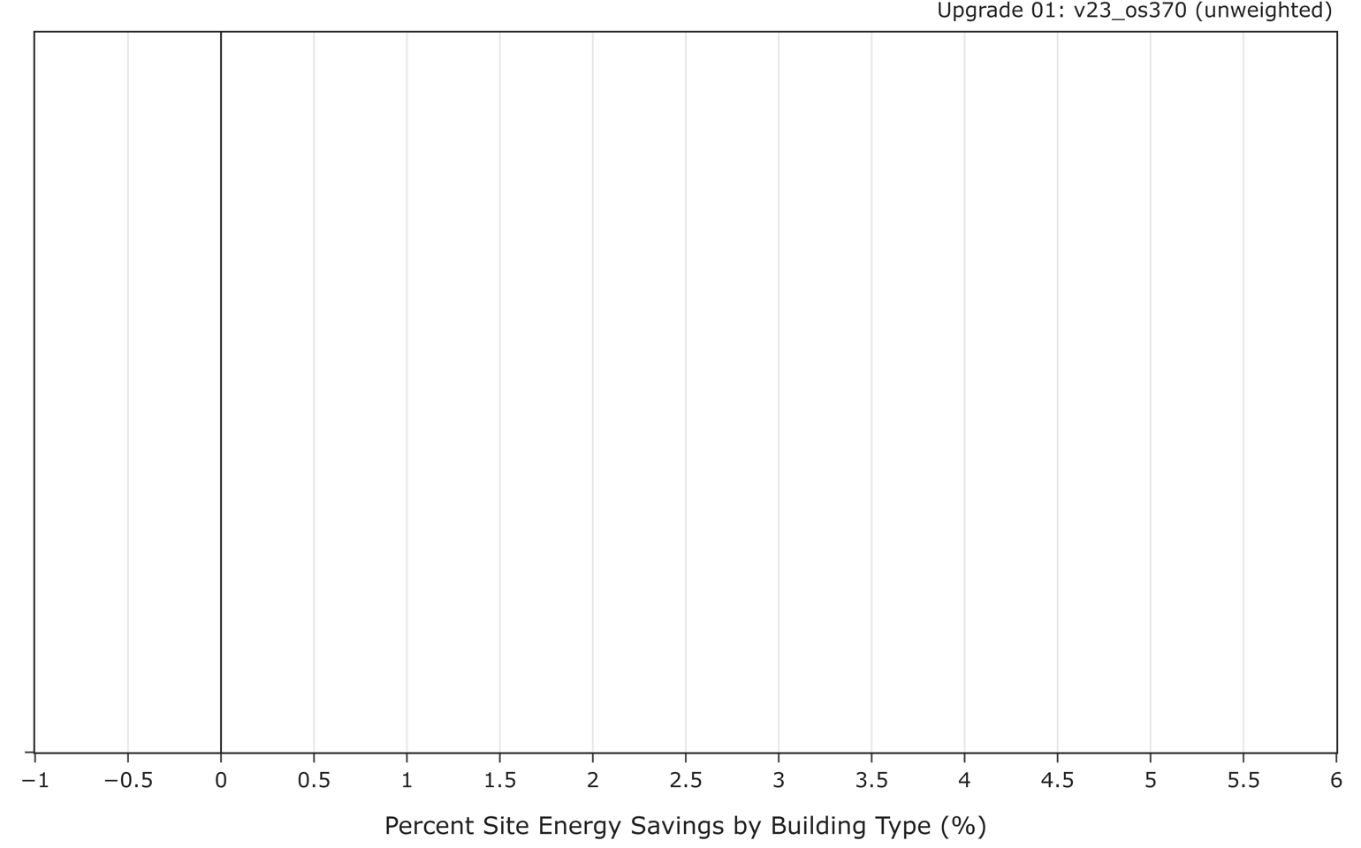 Upgrade 01: v23_os370 (unweighted)
−1 −0.5 0 0.5 1 1.5 2 2.5 3 3.5 4 4.5 5 5.5 6
Percent Site Energy Savings by Building Type (%)